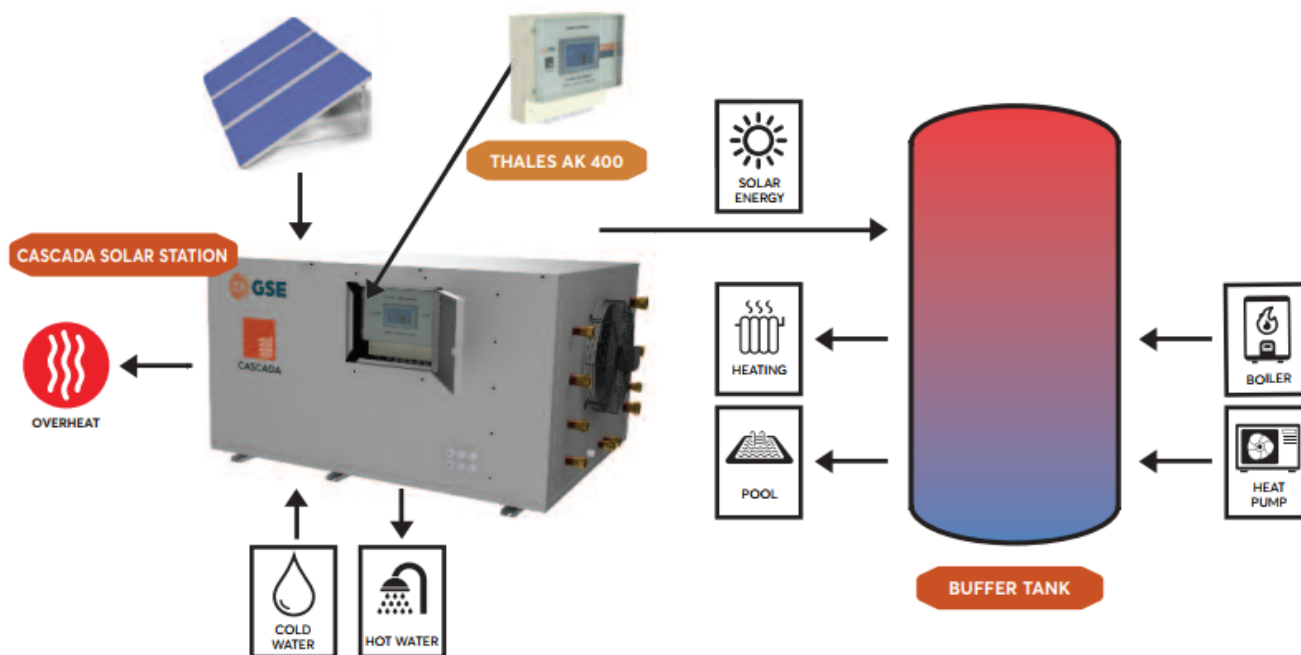 THALES AK 400
SOLAR
ENERGY
CASCADA SOLAR STATION
GSE
CASCADA
OVERHEAT
HEATING
BOILER
POOL
HEAT
PUMP
COLD
WATER
HOT WATER
BUFFER TANK